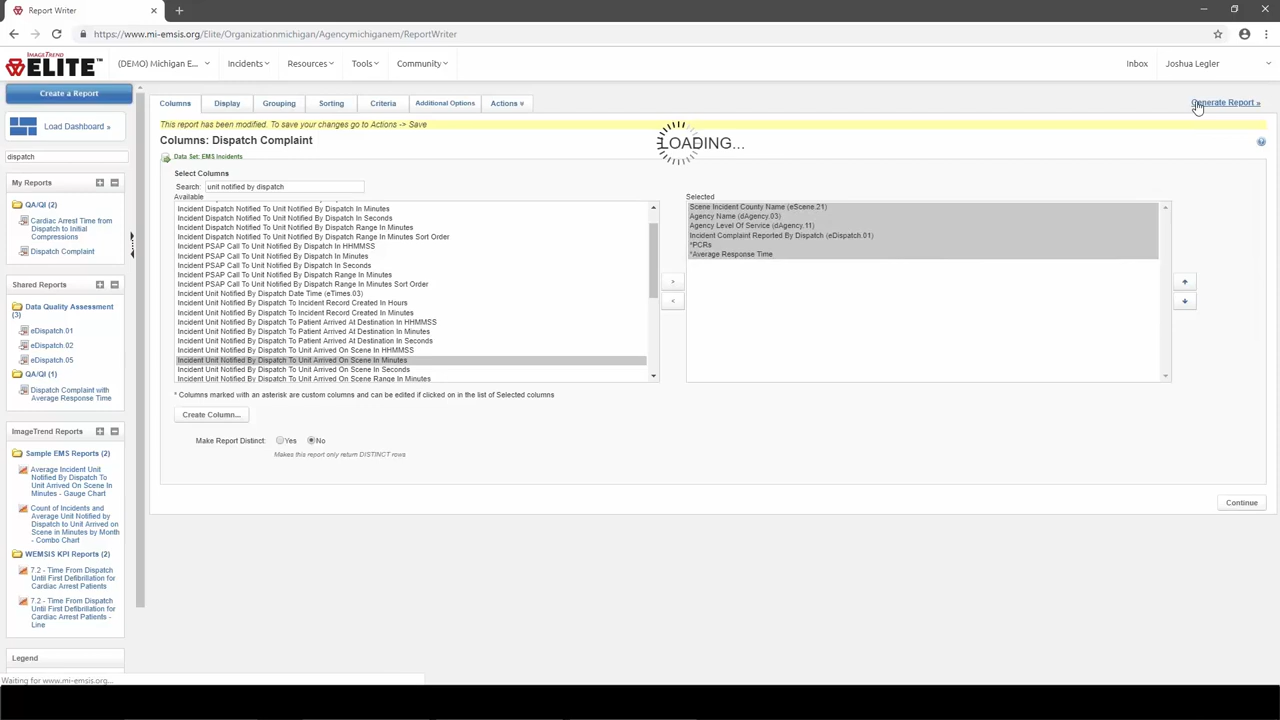 Report Writer
https://www.mi-emsis.org/Elite/Organizationmichigan/Agencymichiganem/ReportWriter
IMAGETREND
ELITE™
(DEMO) Michigan E...
Incidents
Resources
Tools
Community
Inbox
Joshua Legler
Create a Report
Load Dashboard »
dispatch
My Reports
QA/QI (2)
Cardiac Arrest Time from
Dispatch to Initial
Compressions
Dispatch Complaint
Shared Reports
Data Quality Assessment
(3)
eDispatch.01
eDispatch.02
eDispatch.05
QA/QI (1)
Dispatch Complaint with
Average Response Time
ImageTrend Reports
Sample EMS Reports (2)
Average Incident Unit
Notified By Dispatch To
Unit Arrived On Scene In
Minutes - Gauge Chart
Count of Incidents and
Average Unit Notified by
Dispatch to Unit Arrived on
Scene in Minutes by Month
- Combo Chart
WEMSIS KPI Reports (2)
7.2 - Time From Dispatch
Until First Defibrillation for
Cardiac Arrest Patients
7.2 - Time From Dispatch
Until First Defibrillation for
Cardiac Arrest Patients -
Line
Legend
Waiting for www.mi-emsis.org...
Columns
Display
Grouping
Sorting
Criteria
Additional Options
Actions
Generate Report »
This report has been modified. To save your changes go to Actions -> Save
Columns: Dispatch Complaint
LOADING...
Data Set: EMS Incidents
Select Columns
Search: unit notified by dispatch
Available
Incident Dispatch Notified To Unit Notified By Dispatch In Minutes
Incident Dispatch Notified To Unit Notified By Dispatch In Seconds
Incident Dispatch Notified To Unit Notified By Dispatch Range In Minutes
Incident Dispatch Notified To Unit Notified By Dispatch Range In Minutes Sort Order
Incident PSAP Call To Unit Notified By Dispatch In HHMMSS
Incident PSAP Call To Unit Notified By Dispatch In Minutes
Incident PSAP Call To Unit Notified By Dispatch In Seconds
Incident PSAP Call To Unit Notified By Dispatch Range In Minutes
Incident PSAP Call To Unit Notified By Dispatch Range In Minutes Sort Order
Incident Unit Notified By Dispatch Date Time (eTimes.03)
Incident Unit Notified By Dispatch To Incident Record Created In Hours
Incident Unit Notified By Dispatch To Incident Record Created In Minutes
Incident Unit Notified By Dispatch To Patient Arrived At Destination In HHMMSS
Incident Unit Notified By Dispatch To Patient Arrived At Destination In Minutes
Incident Unit Notified By Dispatch To Patient Arrived At Destination In Seconds
Incident Unit Notified By Dispatch To Unit Arrived On Scene In HHMMSS
Incident Unit Notified By Dispatch To Unit Arrived On Scene In Minutes
Incident Unit Notified By Dispatch To Unit Arrived On Scene In Seconds
Incident Unit Notified By Dispatch To Unit Arrived On Scene Range In Minutes
Selected
Scene Incident County Name (eScene.21)
Agency Name (dAgency.03)
Agency Level Of Service (dAgency.11)
Incident Complaint Reported By Dispatch (eDispatch.01)
*PCRs
*Average Response Time
* Columns marked with an asterisk are custom columns and can be edited if clicked on in the list of Selected columns
Create Column...
Make Report Distinct: Yes No
Makes this report only return DISTINCT rows
Continue